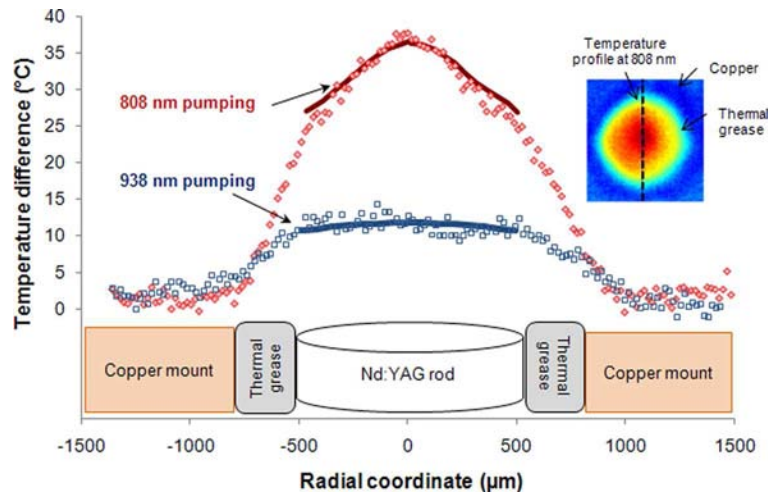 40
35
30
25
20
15
10
5
0
Temperature difference (°C)
808 nm pumping
938 nm pumping
Temperature
profile at 808 nm
Copper
Thermal
grease
Copper mount
Thermal
grease
Nd:YAG rod
Thermal
grease
Copper mount
-1500 -1000 -500 0 500 1000 1500
Radial coordinate (µm)